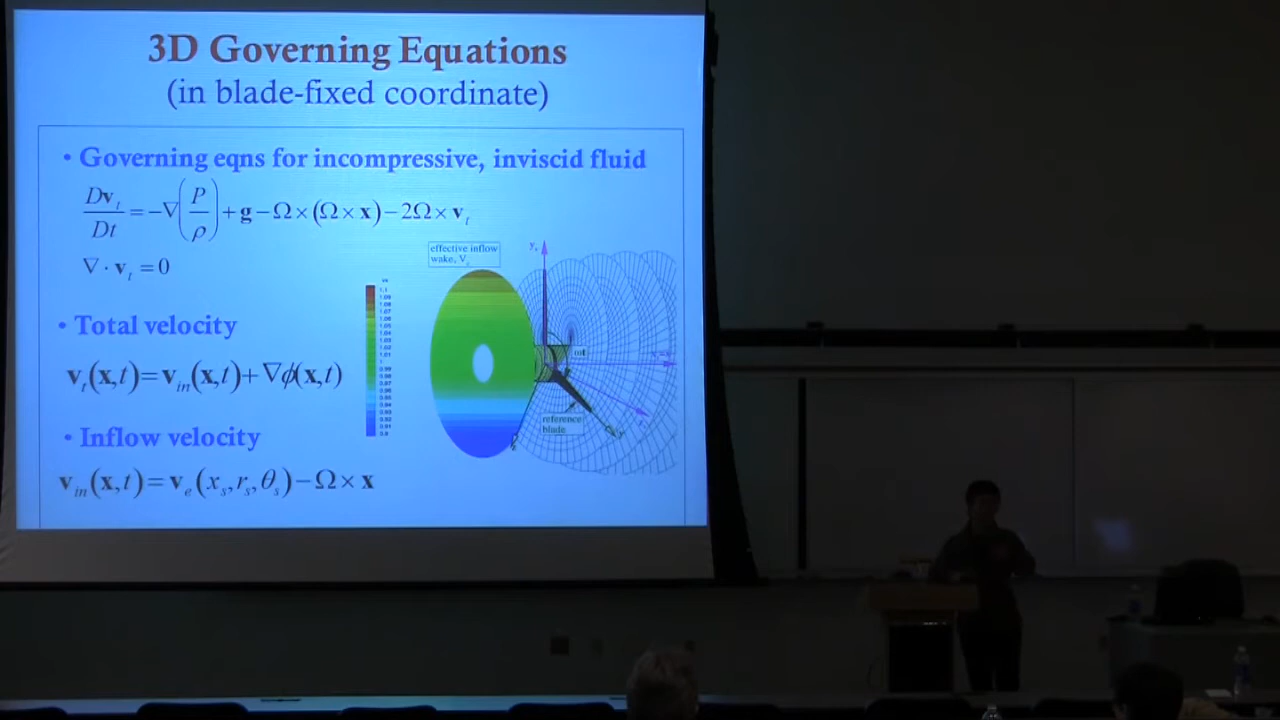 3D Governing Equations
(in blade-fixed coordinate)
• Governing eqns for incompressive, inviscid fluid
Dv_t/Dt = −∇(P/ρ) + g − Ω×(Ω×x) − 2Ω×v_t
∇·v_t = 0
effective inflow
wake, V_e
• Total velocity
v_t(x,t)=v_in(x,t)+∇ϕ(x,t)
reference
blade
• Inflow velocity
v_in(x,t)=v_e(x_s,r_s,θ_s)−Ω×x